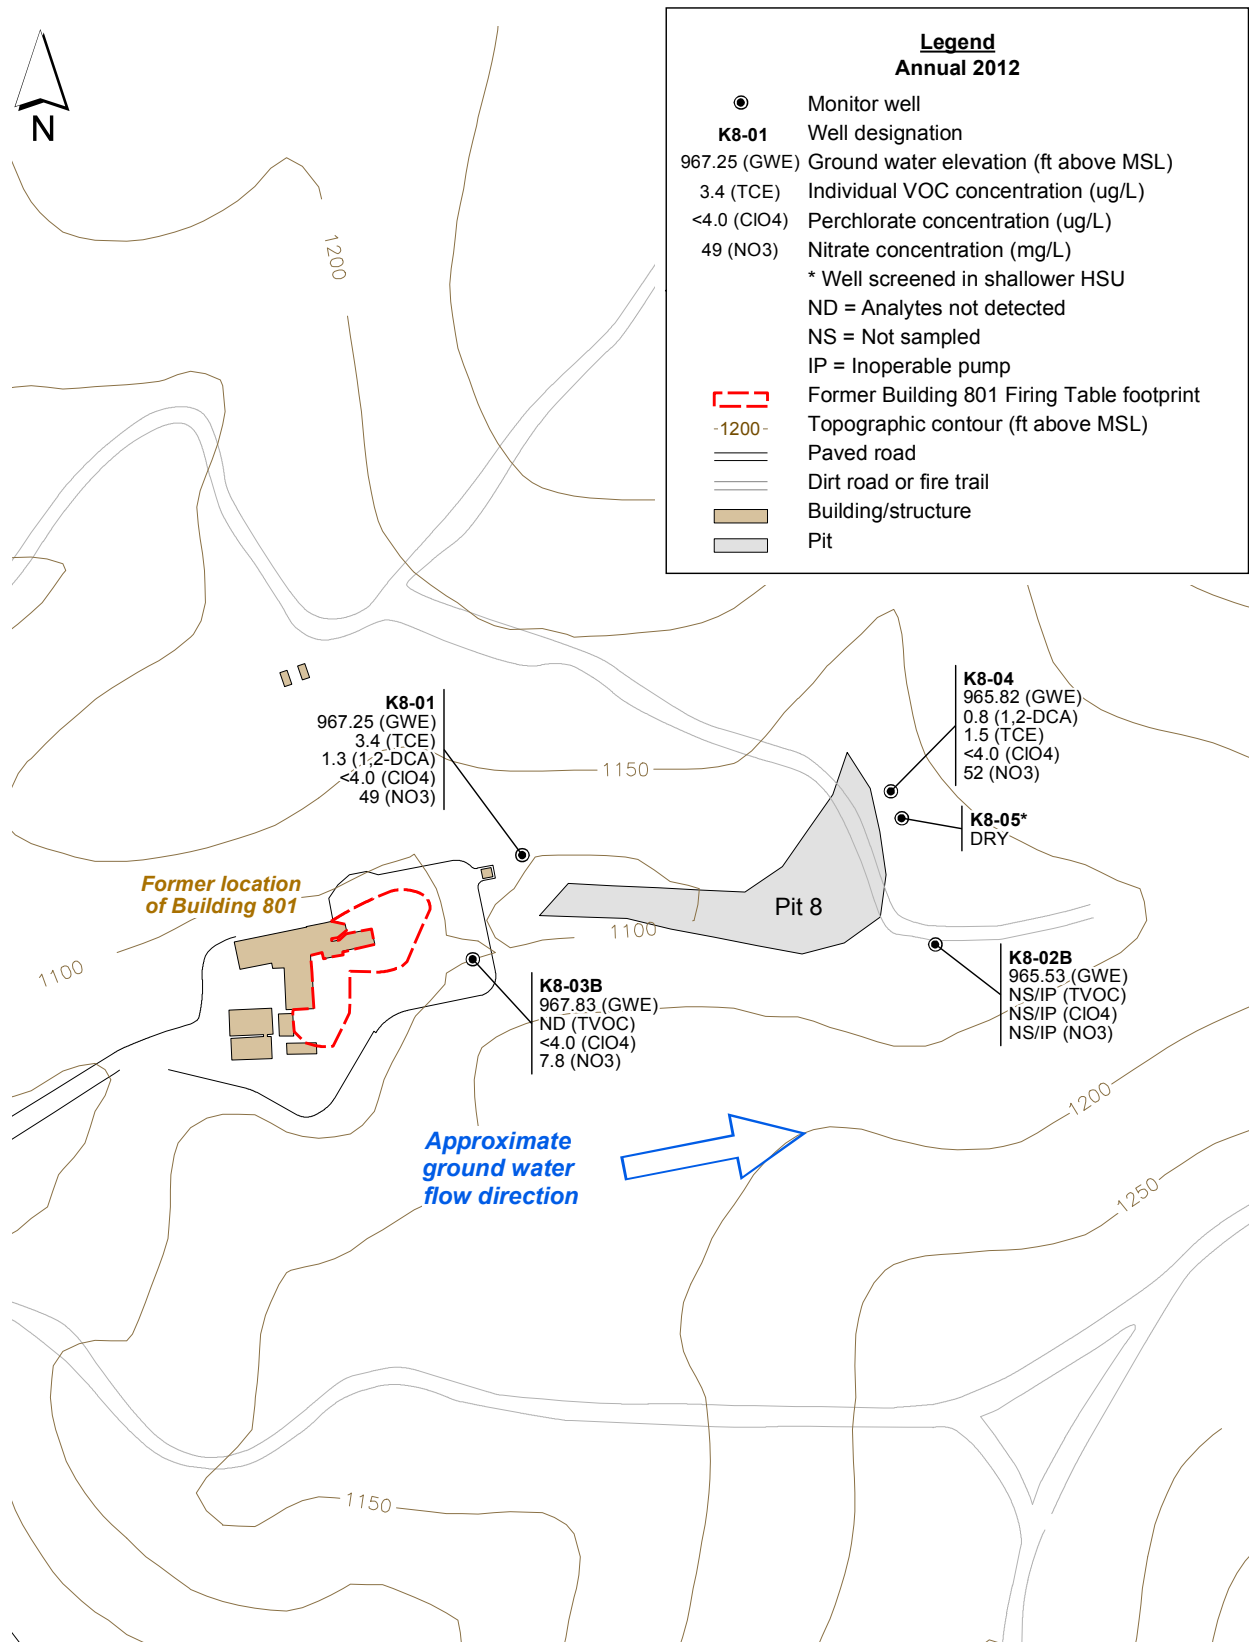 Legend
Annual 2012
Monitor well
K8-01 Well designation
967.25 (GWE) Ground water elevation (ft above MSL)
3.4 (TCE) Individual VOC concentration (ug/L)
<4.0 (ClO4) Perchlorate concentration (ug/L)
49 (NO3) Nitrate concentration (mg/L)
* Well screened in shallower HSU
ND = Analytes not detected
NS = Not sampled
IP = Inoperable pump
Former Building 801 Firing Table footprint
-1200- Topographic contour (ft above MSL)
Paved road
Dirt road or fire trail
Building/structure
Pit
N
1200
K8-01
967.25 (GWE)
3.4 (TCE)
1.3 (1,2-DCA)
<4.0 (ClO4)
49 (NO3)
1150
K8-04
965.82 (GWE)
0.8 (1,2-DCA)
1.5 (TCE)
<4.0 (ClO4)
52 (NO3)
K8-05*
DRY
Former location
of Building 801
Pit 8
1100
1100
K8-03B
967.83 (GWE)
ND (TVOC)
<4.0 (ClO4)
7.8 (NO3)
K8-02B
965.53 (GWE)
NS/IP (TVOC)
NS/IP (ClO4)
NS/IP (NO3)
1200
Approximate
ground water
flow direction
1250
1150